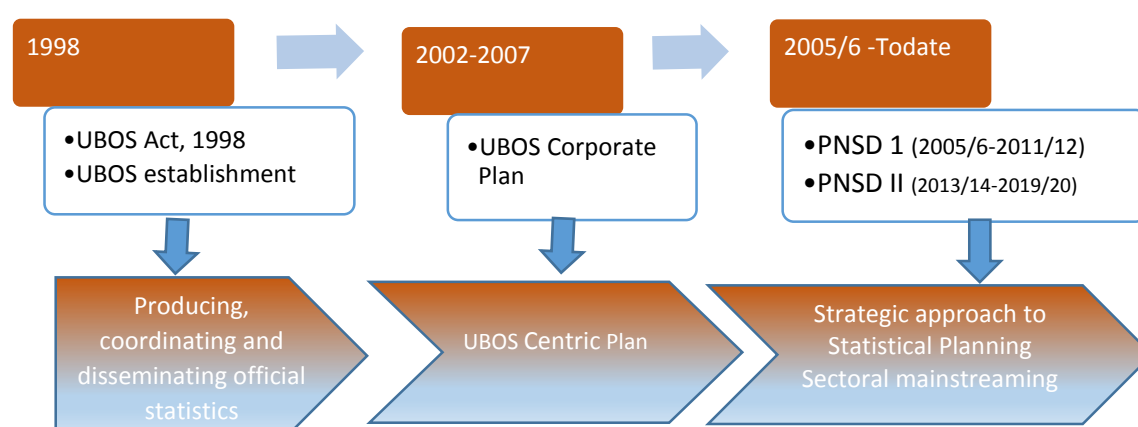 1998
•UBOS Act, 1998
•UBOS establishment
Producing,
coordinating and
disseminating official
statistics
2002-2007
•UBOS Corporate
Plan
UBOS Centric Plan
2005/6 -Todate
•PNSD 1 (2005/6-2011/12)
•PNSD II (2013/14-2019/20)
Strategic approach to
Statistical Planning
Sectoral mainstreaming